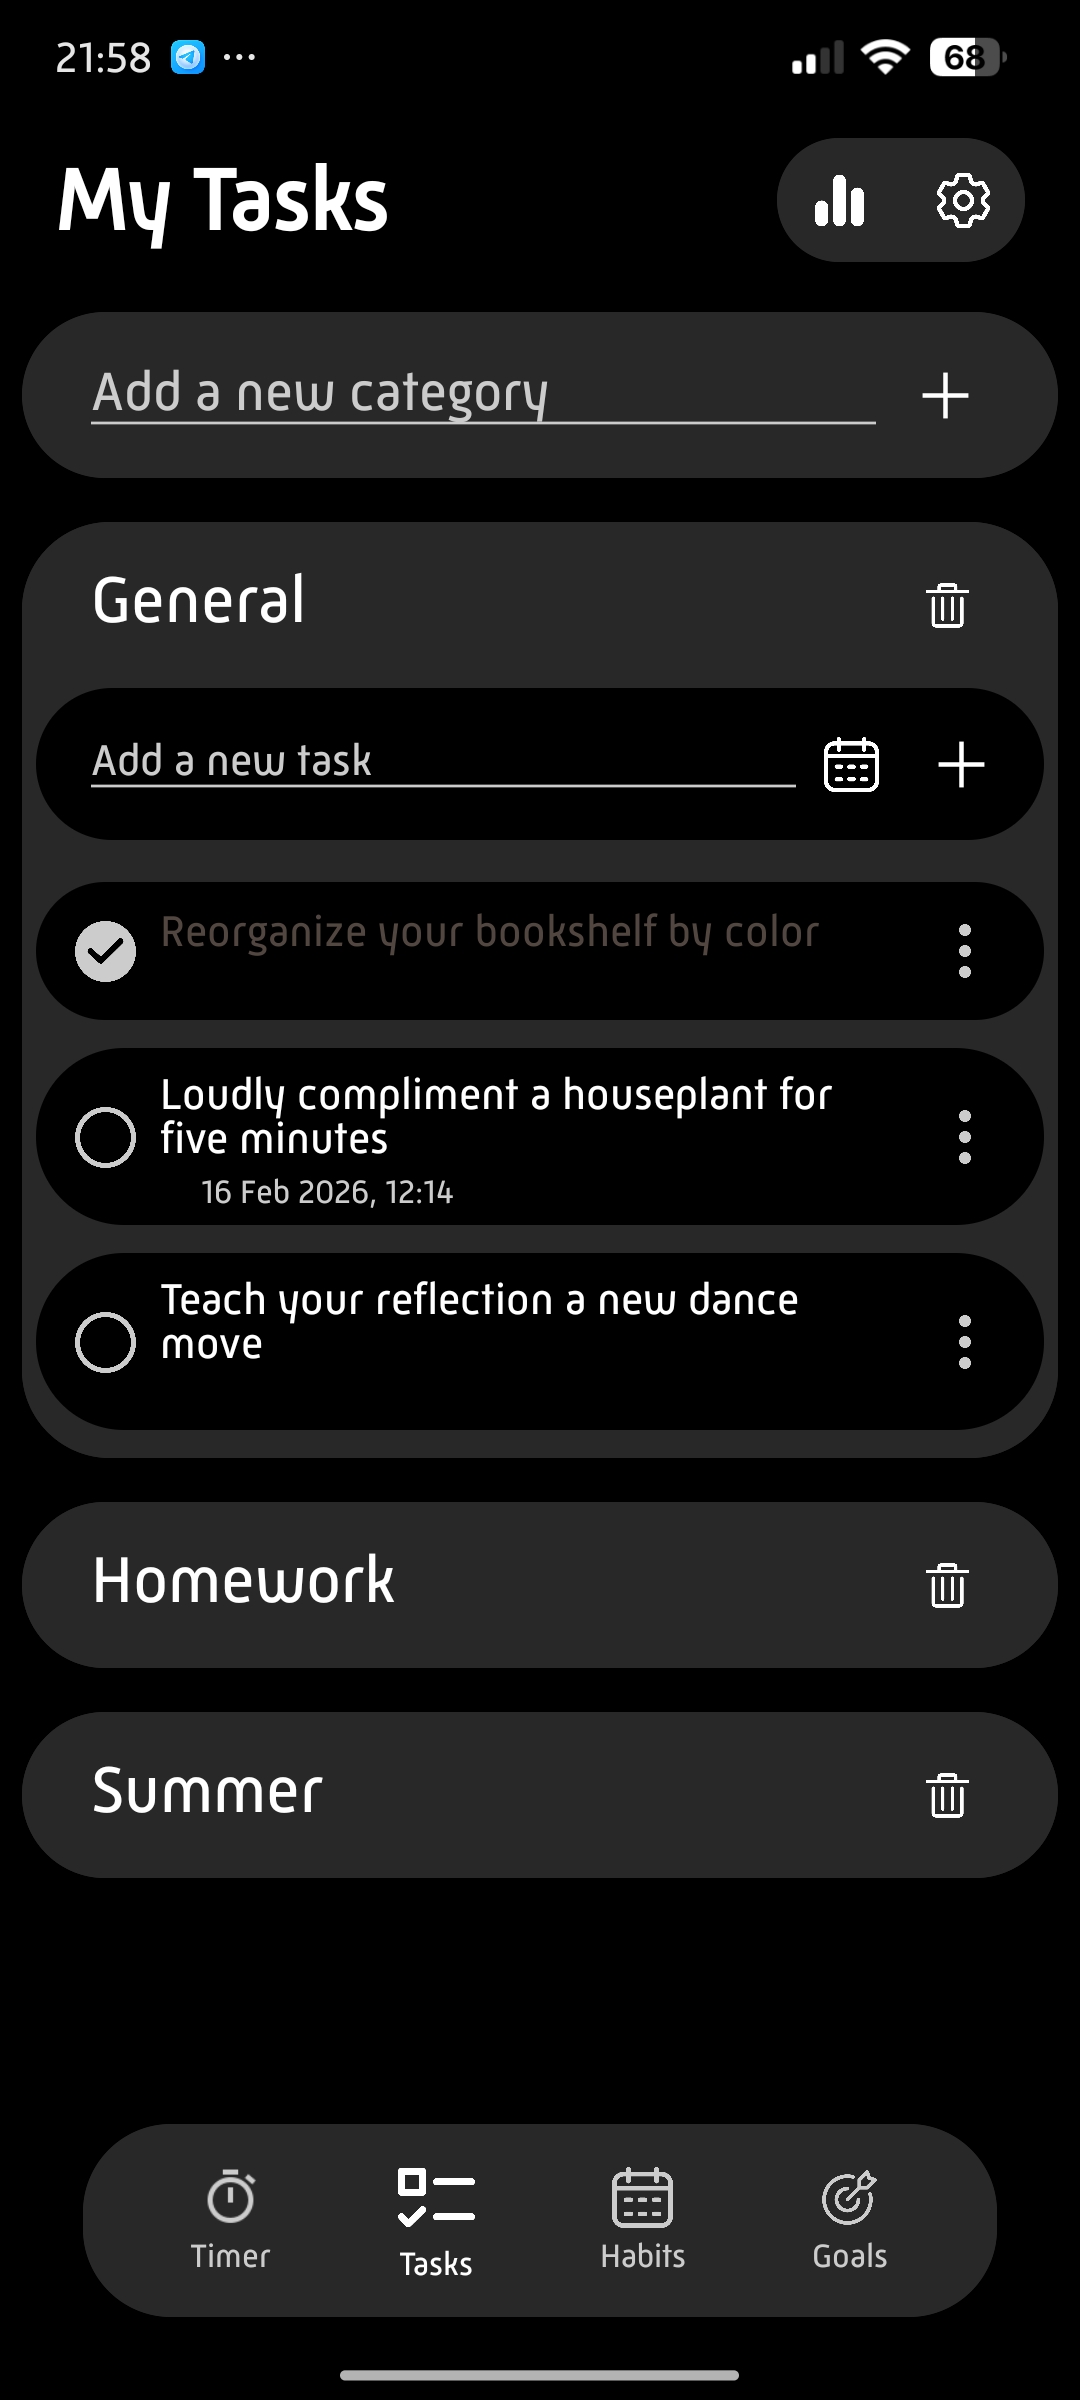 21:58
68
My Tasks
Add a new category
General
Add a new task
Reorganize your bookshelf by color
Loudly compliment a houseplant for
five minutes
16 Feb 2026, 12:14
Teach your reflection a new dance
move
Homework
Summer
Timer
Tasks
Habits
Goals